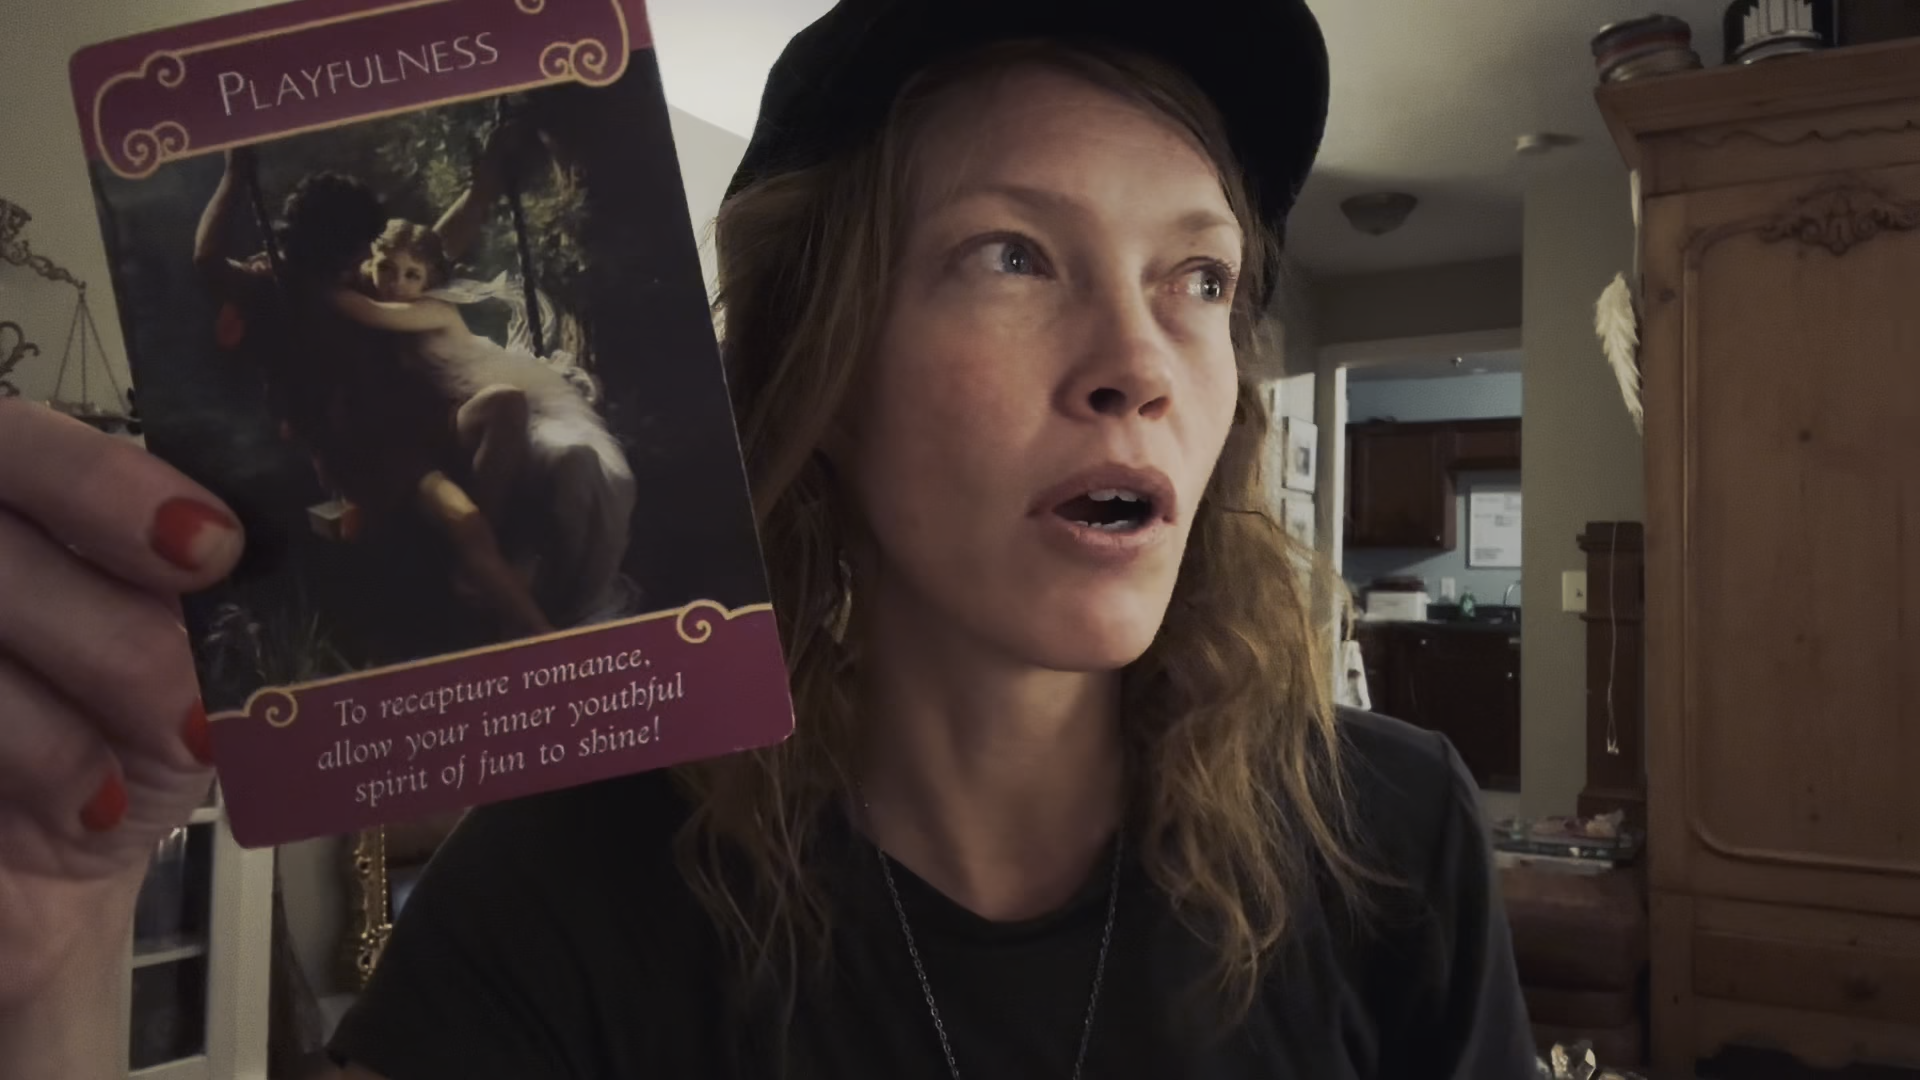 PLAYFULNESS
To recapture romance,
allow your inner youthful
spirit of fun to shine!